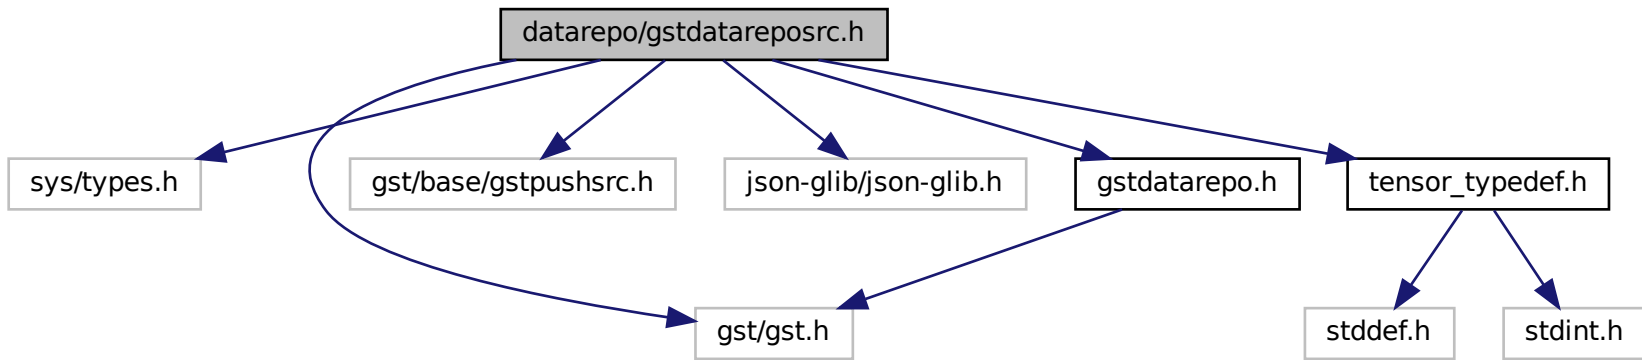 datarepo/gstdatareposrc.h
sys/types.h
gst/base/gstpushsrc.h
json-glib/json-glib.h
gstdatarepo.h
tensor_typedef.h
gst/gst.h
stddef.h
stdint.h